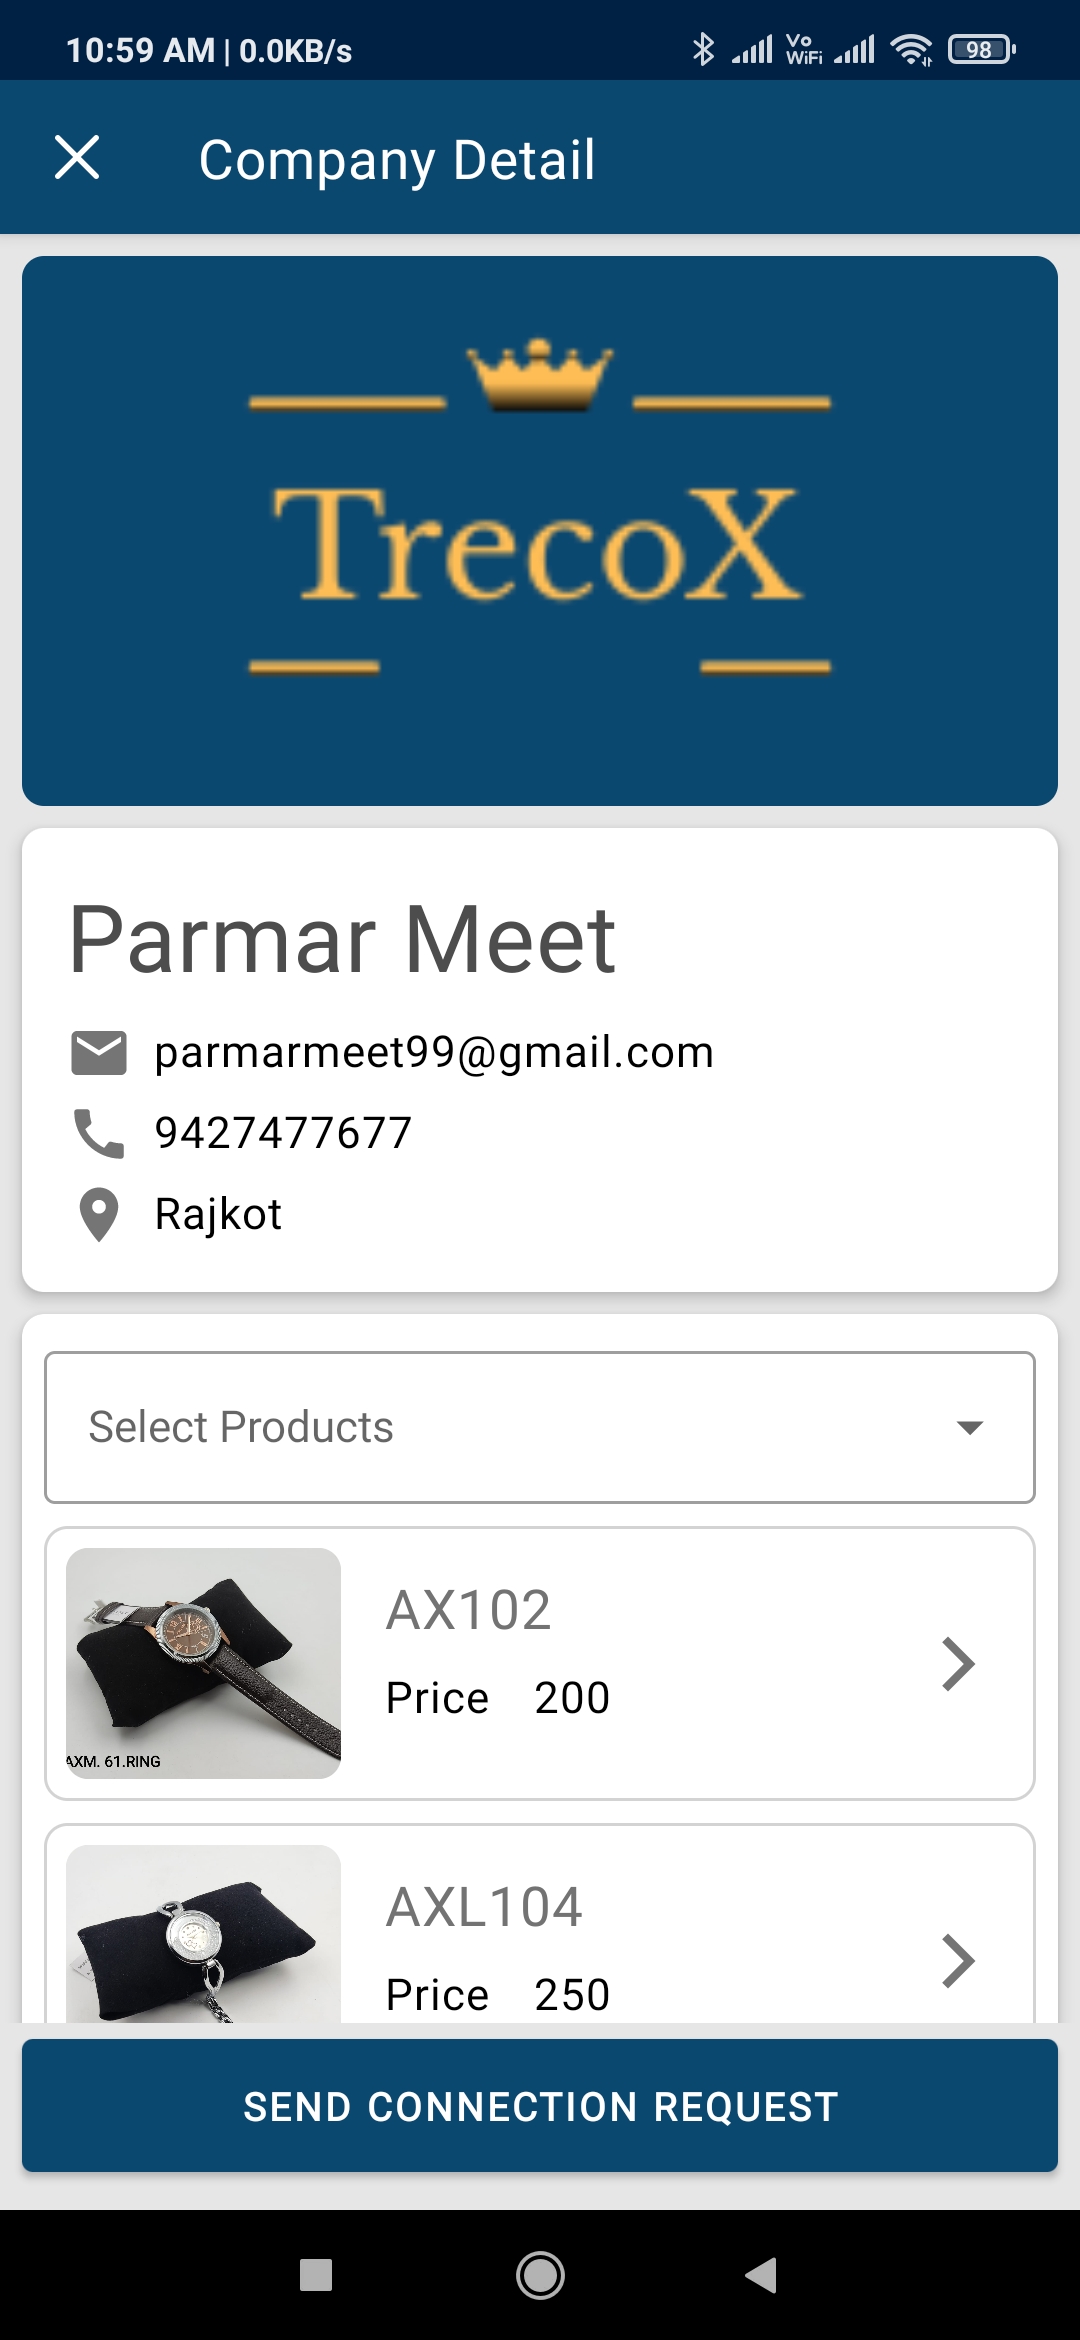 10:59 AM | 0.0KB/s Vo WiFi 98
Company Detail
TrecoX
Parmar Meet
parmarmeet99@gmail.com
9427477677
Rajkot
Select Products
AX102
Price 200
AXM. 61.RING
AXL104
Price 250
SEND CONNECTION REQUEST